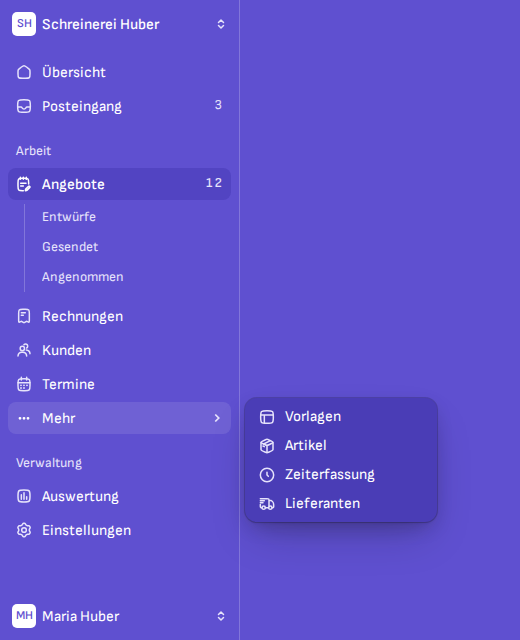 SH Schreinerei Huber
Übersicht
Posteingang 3
Arbeit
Angebote 12
Entwürfe
Gesendet
Angenommen
Rechnungen
Kunden
Termine
Mehr
Vorlagen
Artikel
Zeiterfassung
Lieferanten
Verwaltung
Auswertung
Einstellungen
MH Maria Huber